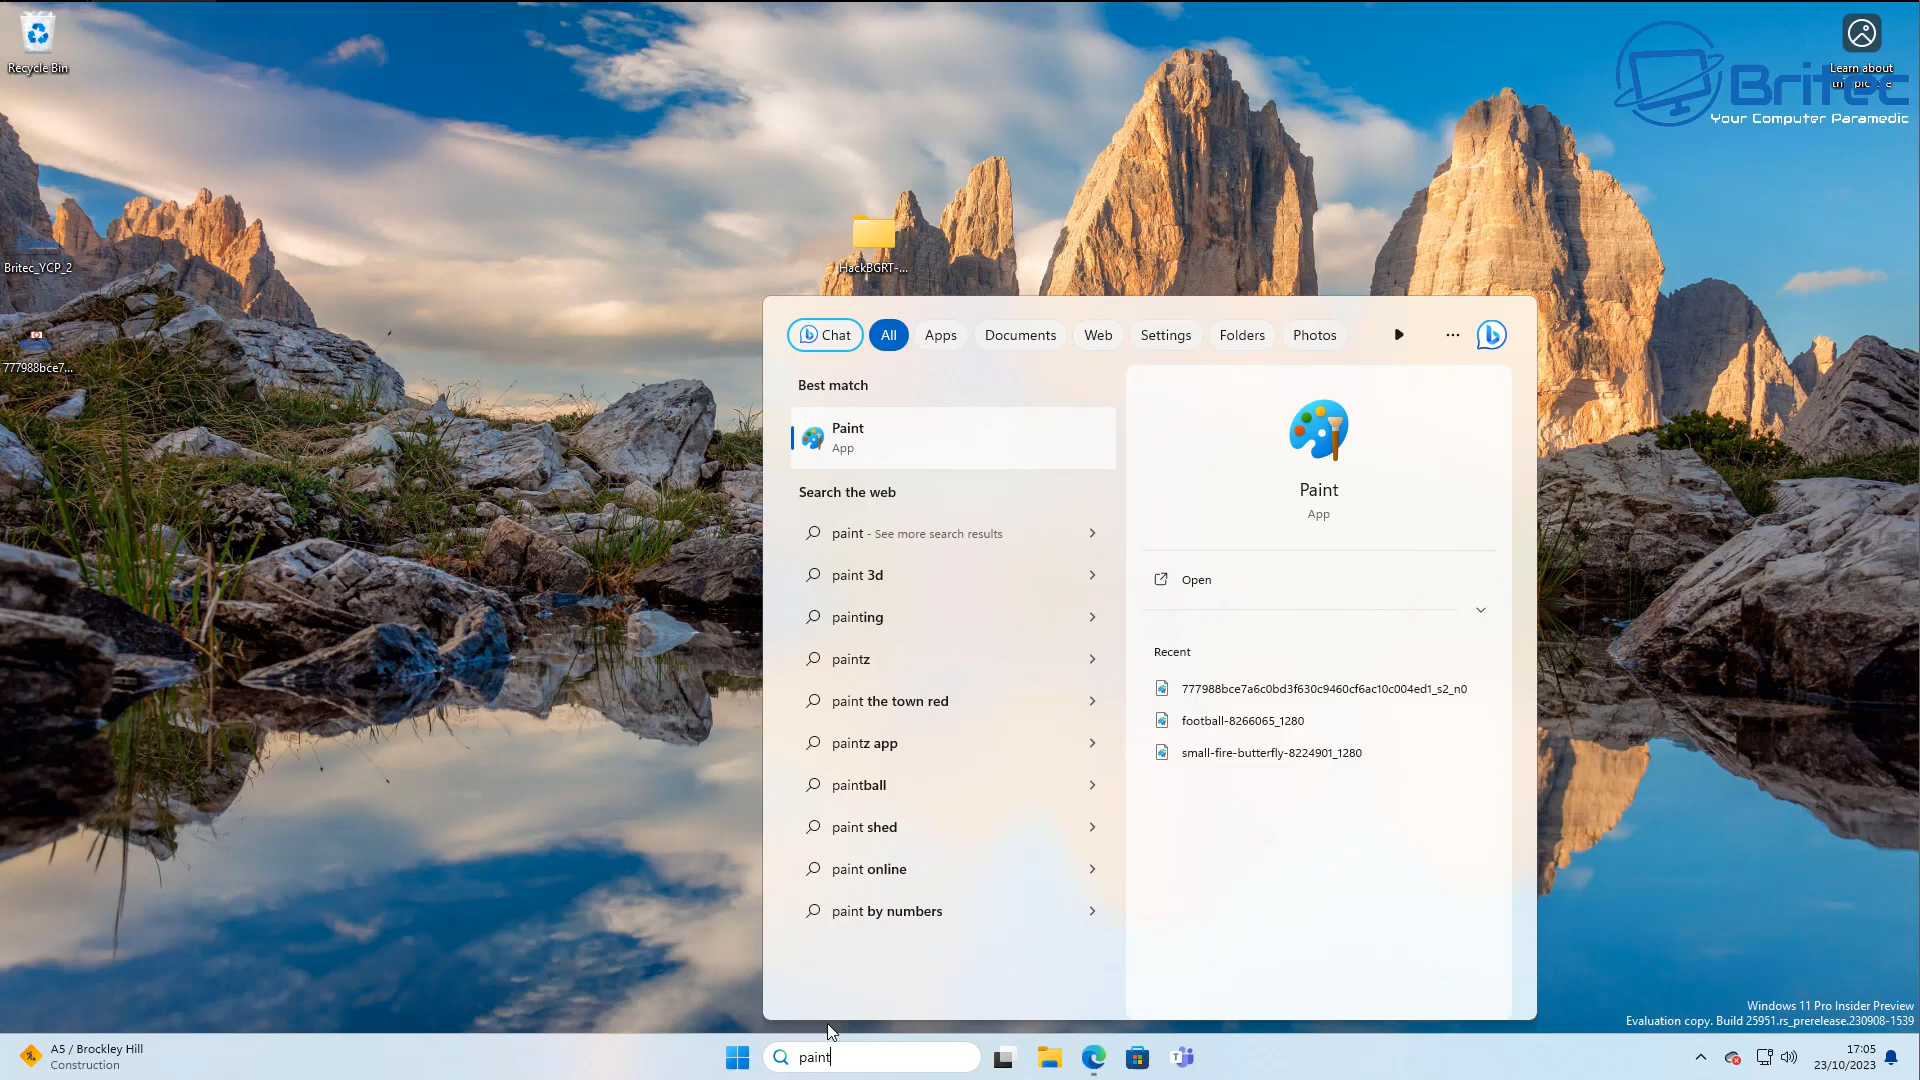 Recycle Bin
Learn about
Britec
Your Computer Paramedic
Britec_YCP_2
777988bce7...
HackBGRT-...
Chat
All
Apps
Documents
Web
Settings
Folders
Photos
Best match
Paint
App
Search the web
paint - See more search results
paint 3d
painting
paintz
paint the town red
paintz app
paintball
paint shed
paint online
paint by numbers
Paint
App
Open
Recent
777988bce7a6c0bd3f630c9460cf6ac10c004ed1_s2_n0
football-8266065_1280
small-fire-butterfly-8224901_1280
Windows 11 Pro Insider Preview
Evaluation copy. Build 25951.rs_prerelease.230908-1539
A5 / Brockley Hill
Construction
paint
17:05
23/10/2023